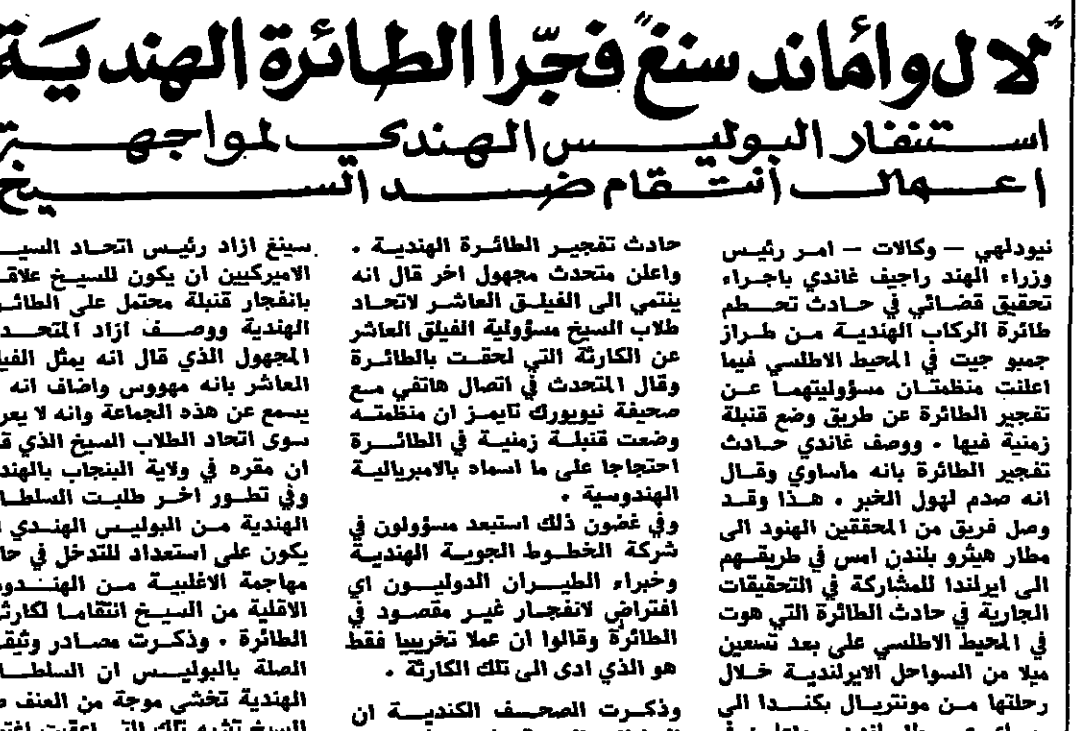 "لال وأماند سنغ" فجّرا الطائرة الهندية
استنفار البوليس الهندي لمواجهة
اعمال انتقام ضد السيخ
نيودلهي — وكالات — امر رئيس
وزراء الهند راجيف غاندي باجراء
تحقيق قضائي في حادث تحطم
طائرة الركاب الهندية من طراز
جمبو جيت في المحيط الاطلسي فيما
اعلنت منظمتان مسؤوليتهما عن
تفجير الطائرة عن طريق وضع قنبلة
زمنية فيها . ووصف غاندي حادث
تفجير الطائرة بانه مأساوي وقال
انه صدم لهول الخبر . هذا وقد
وصل فريق من المحققين الهنود الى
مطار هيثرو بلندن امس في طريقهم
الى ايرلندا للمشاركة في التحقيقات
الجارية في حادث الطائرة التي هوت
في المحيط الاطلسي على بعد تسعين
ميلا من السواحل الايرلندية خلال
رحلتها من مونتريال بكندا الى
حادث تفجير الطائرة الهندية .
واعلن متحدث مجهول اخر قال انه
ينتمي الى الفيلق العاشر لاتحاد
طلاب السيخ مسؤولية الفيلق العاشر
عن الكارثة التي لحقت بالطائرة
وقال المتحدث في اتصال هاتفي مع
صحيفة نيويورك تايمز ان منظمته
وضعت قنبلة زمنية في الطائرة
احتجاجا على ما اسماه بالامبريالية
الهندوسية .
وفي غضون ذلك استبعد مسؤولون في
شركة الخطوط الجوية الهندية
وخبراء الطيران الدوليون اي
افتراض لانفجار غير مقصود في
الطائرة وقالوا ان عملا تخريبيا فقط
هو الذي ادى الى تلك الكارثة .
وذكرت الصحف الكندية ان
سينغ ازاد رئيس اتحاد
الاميركيين ان يكون للسيخ
بانفجار قنبلة محتمل على
الهندية ووصف ازاد
المجهول الذي قال انه يمثل
العاشر بانه مهووس واضاف انه
يسمع عن هذه الجماعة وانه لا
سوى اتحاد الطلاب السيخ الذي
ان مقره في ولاية البنجاب
وفي تطور اخر طلبت
الهندية من البوليس الهندي
يكون على استعداد للتدخل في
مهاجمة الاغلبية من
الاقلية من السيخ انتقاما
الطائرة . وذكرت مصادر
الصلة بالبوليس ان
الهندية تخشى موجة من العنف
السيخ تشبه تلك التي اعقبت